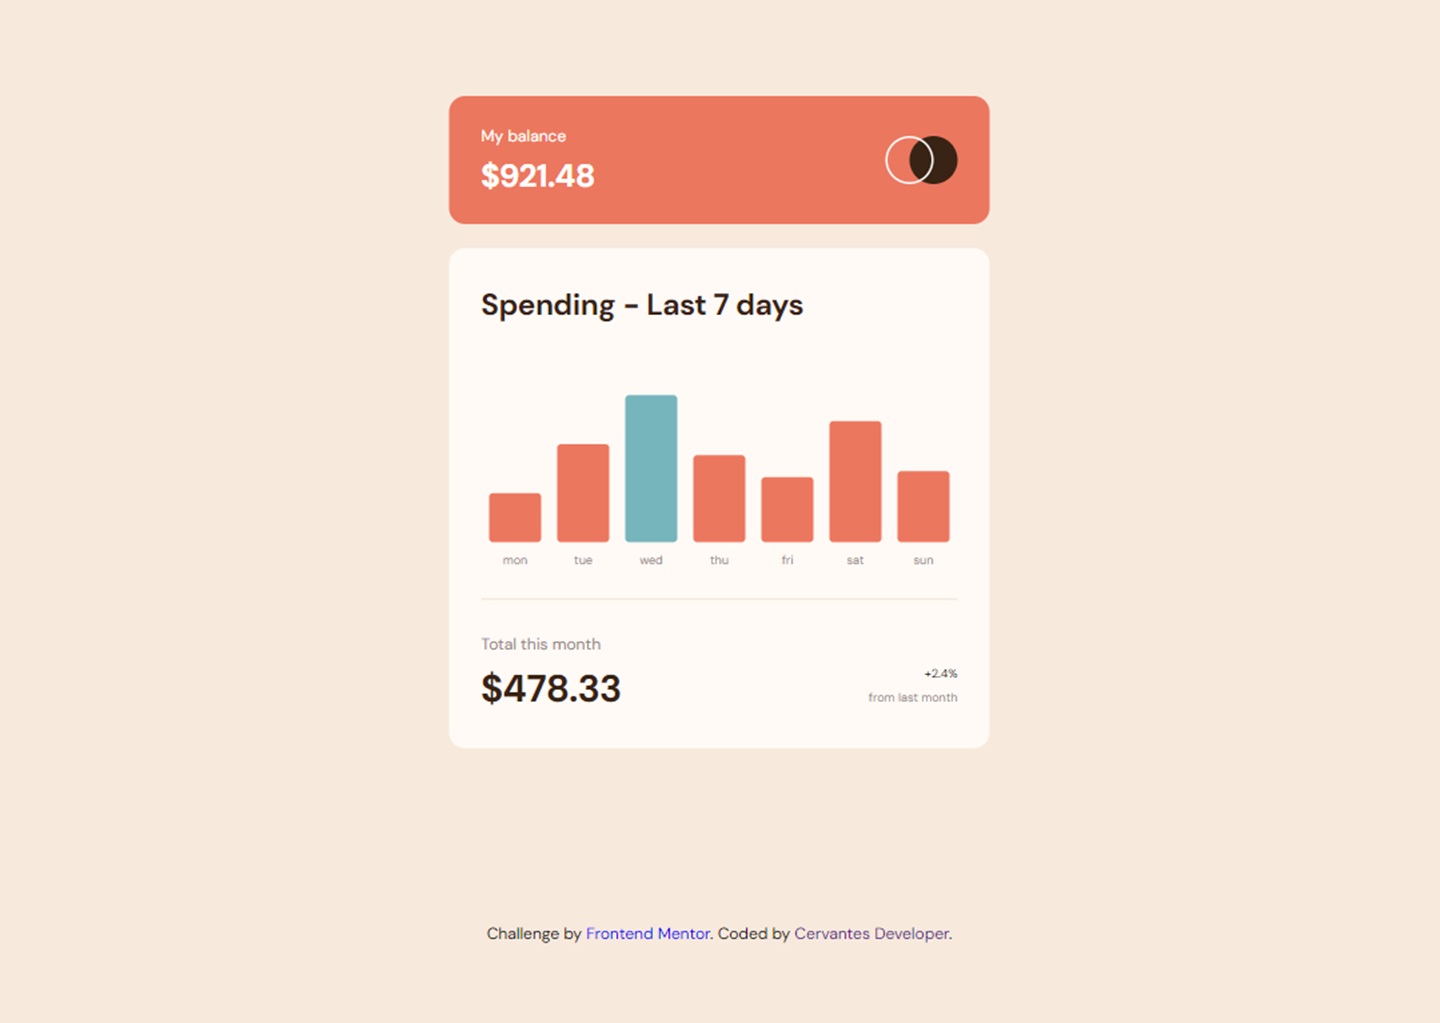 My balance
$921.48
Spending - Last 7 days
mon tue wed thu fri sat sun
Total this month
$478.33
+2.4%
from last month
Challenge by Frontend Mentor. Coded by Cervantes Developer.